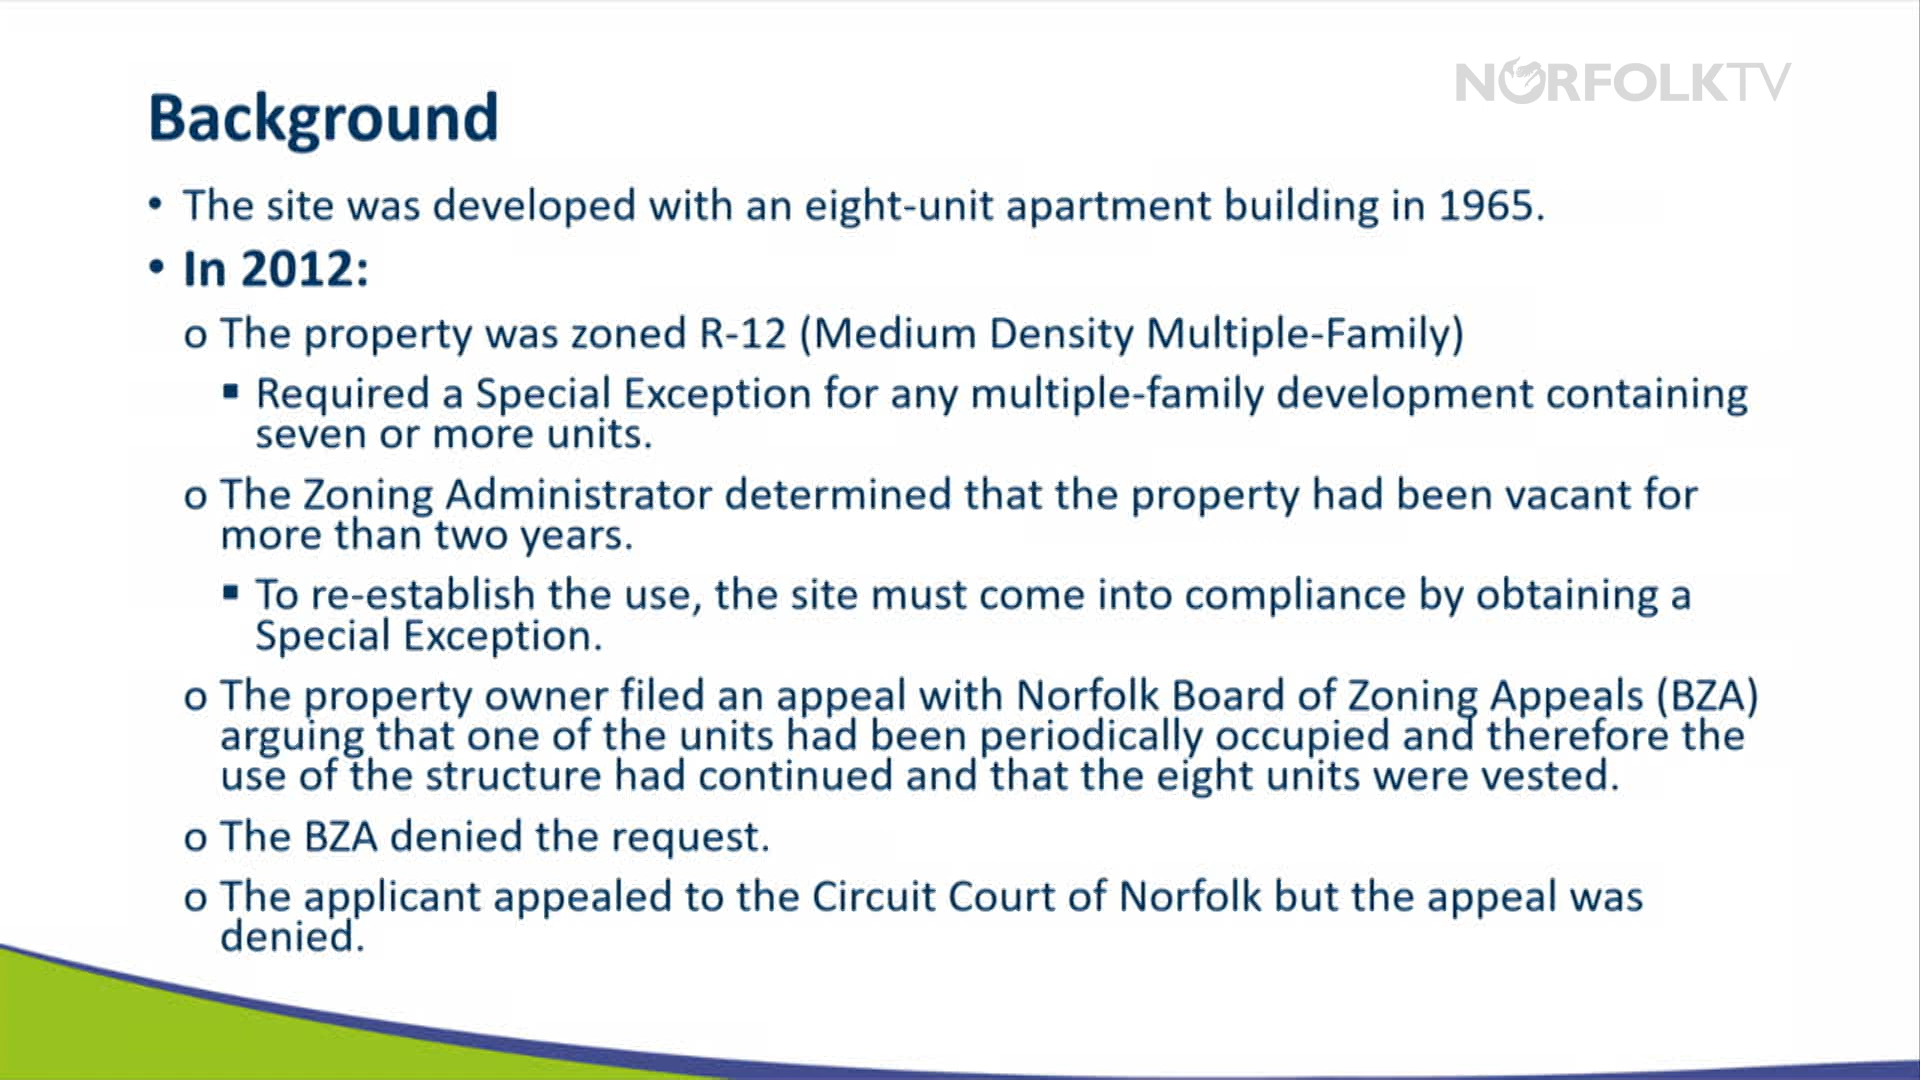 NORFOLKTV
Background
• The site was developed with an eight-unit apartment building in 1965.
• In 2012:
o The property was zoned R-12 (Medium Density Multiple-Family)
▪ Required a Special Exception for any multiple-family development containing
seven or more units.
o The Zoning Administrator determined that the property had been vacant for
more than two years.
▪ To re-establish the use, the site must come into compliance by obtaining a
Special Exception.
o The property owner filed an appeal with Norfolk Board of Zoning Appeals (BZA)
arguing that one of the units had been periodically occupied and therefore the
use of the structure had continued and that the eight units were vested.
o The BZA denied the request.
o The applicant appealed to the Circuit Court of Norfolk but the appeal was
denied.